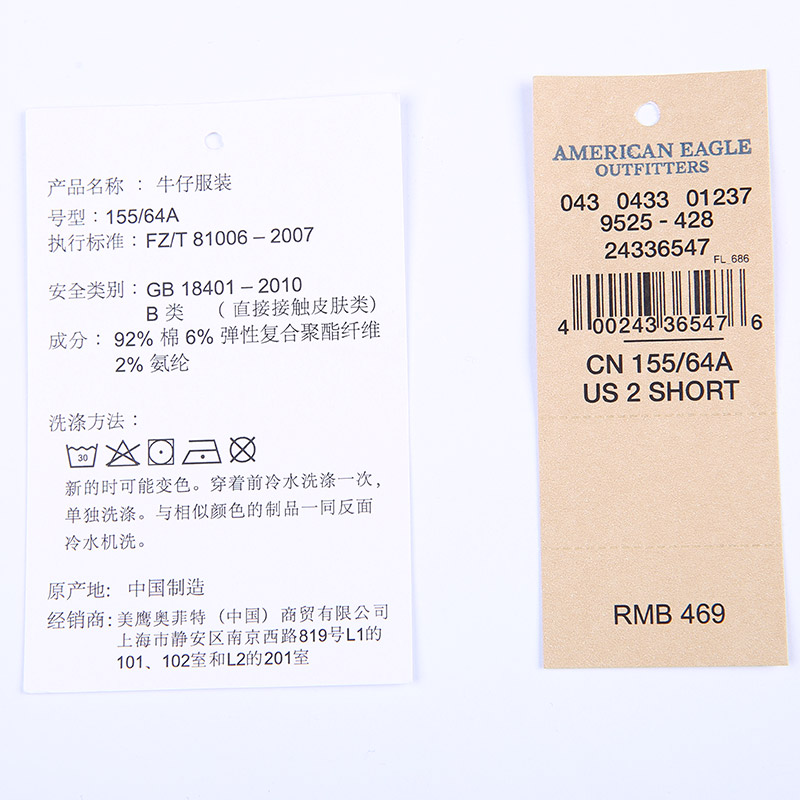 产品名称 : 牛仔服装
号型 : 155/64A
执行标准 : FZ/T 81006 – 2007
安全类别 : GB 18401 – 2010
B 类 ( 直接接触皮肤类)
成分 : 92% 棉 6% 弹性复合聚酯纤维
2% 氨纶
洗涤方法 :
30
新的时可能变色。穿着前冷水洗涤一次,
单独洗涤。与相似颜色的制品一同反面
冷水机洗。
原产地: 中国制造
经销商: 美鹰奥菲特（中国）商贸有限公司
上海市静安区南京西路819号L1的
101、102室和L2的201室
AMERICAN EAGLE
OUTFITTERS
043 0433 01237
9525 - 428
24336547
FL_686
4 00243 36547 6
CN 155/64A
US 2 SHORT
RMB 469